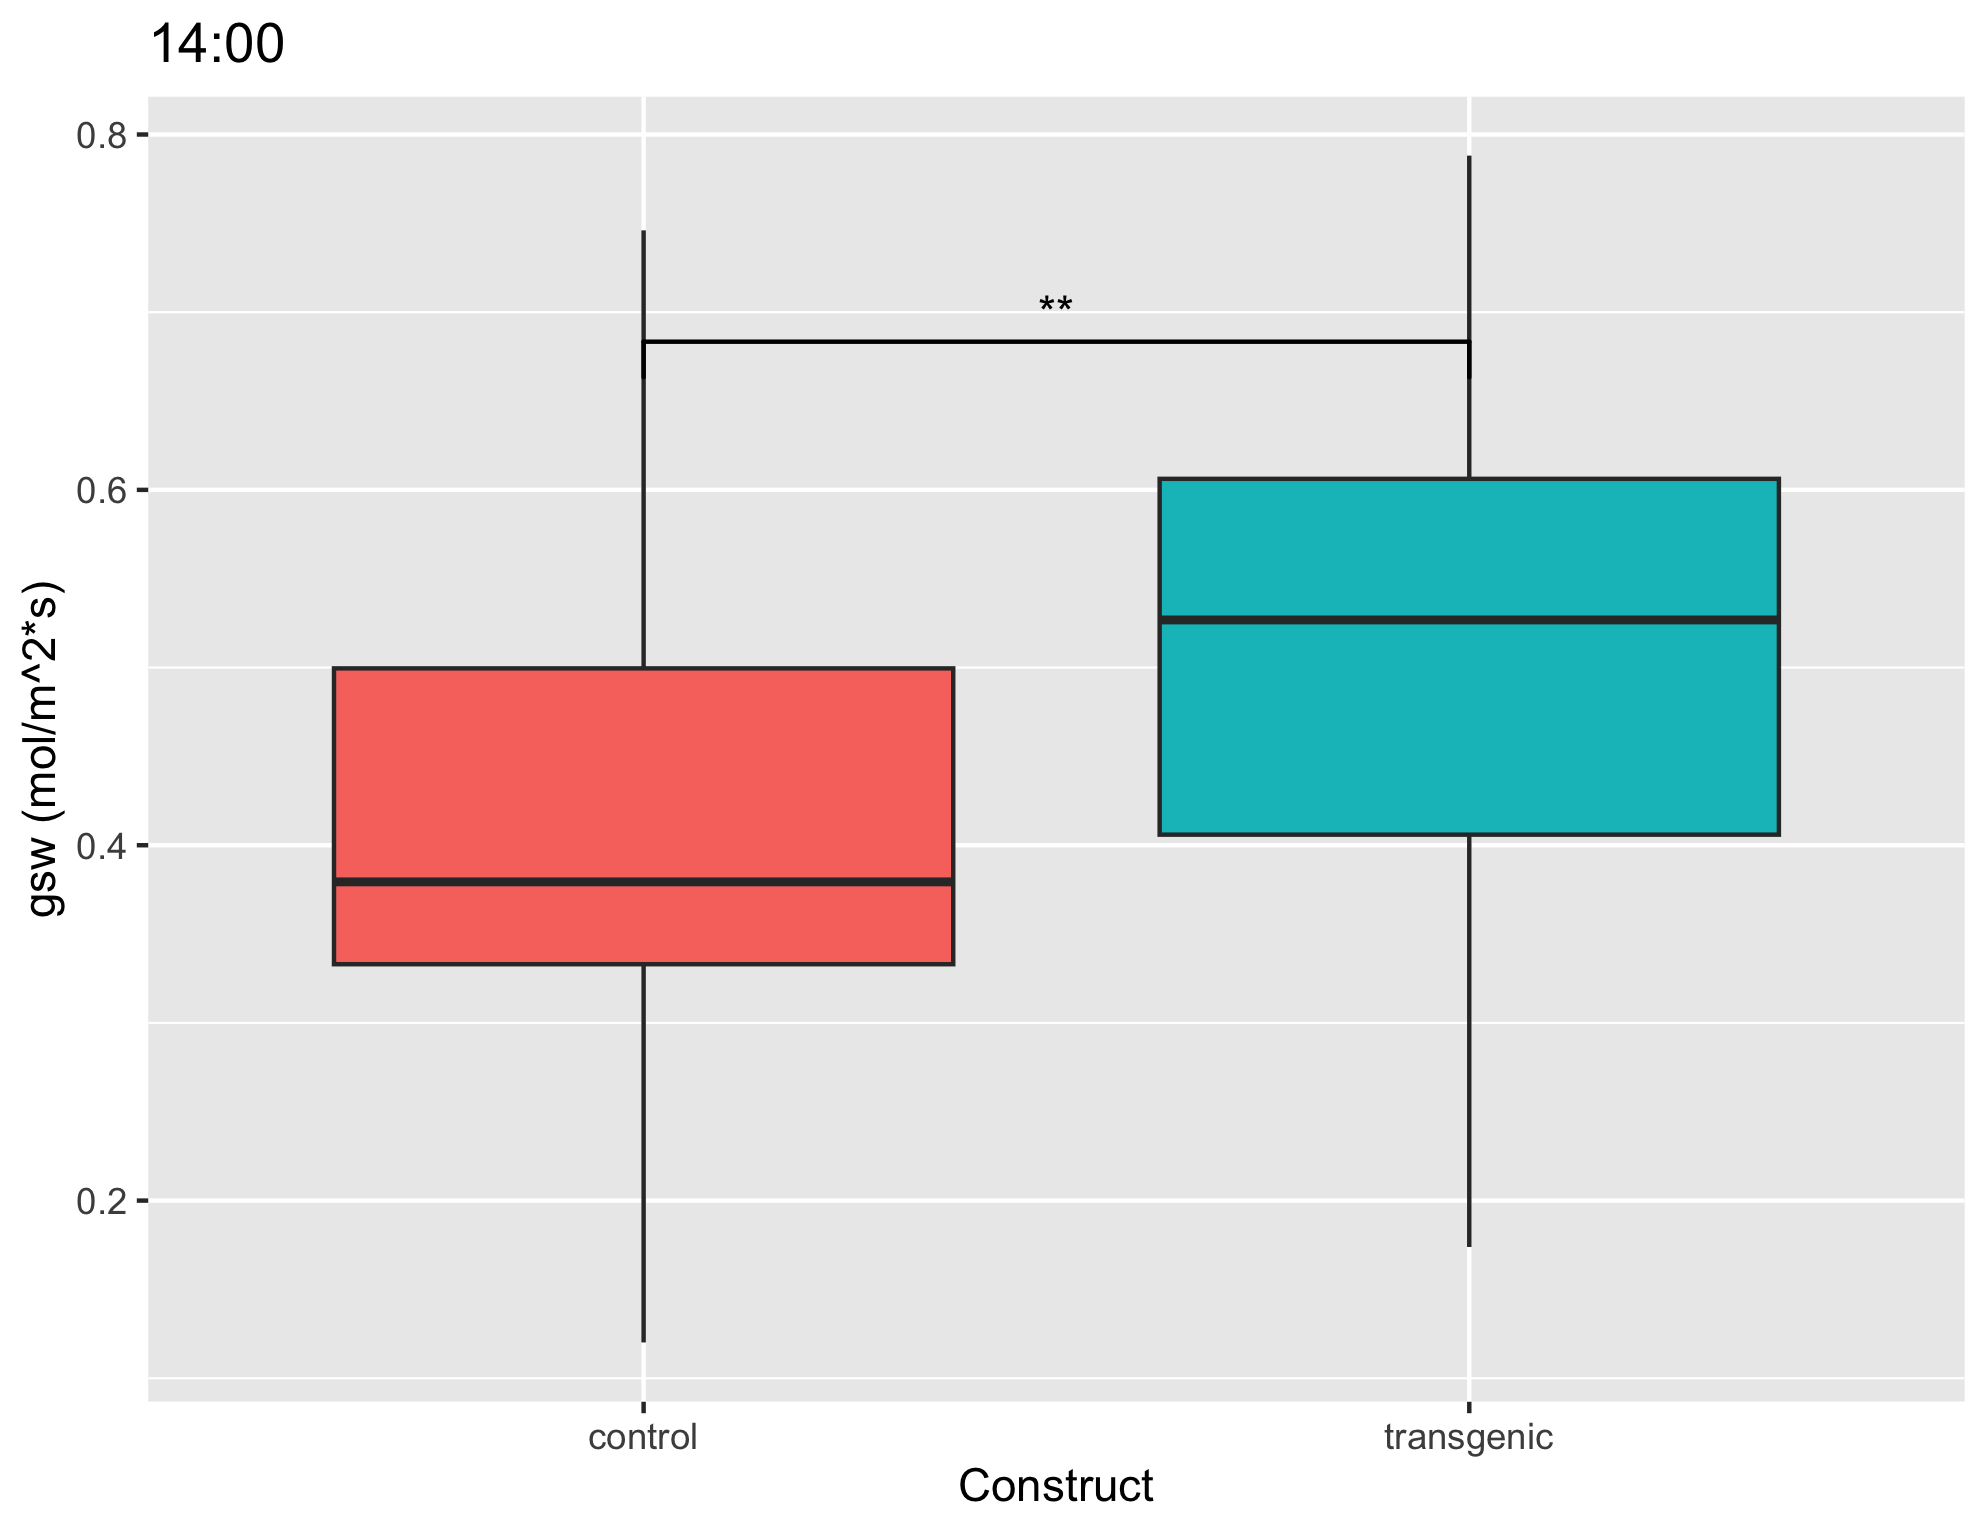 14:00
0.8
**
0.6
gsw (mol/m^2*s)
0.4
0.2
control transgenic
Construct